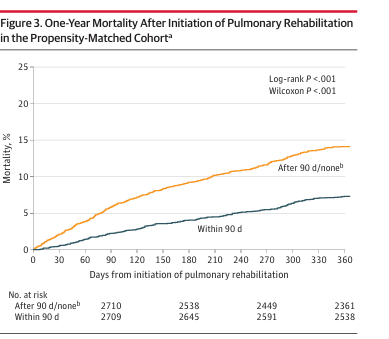 Figure 3. One-Year Mortality After Initiation of Pulmonary Rehabilitation
in the Propensity-Matched Cohortᵃ
25
20
15
10
5
0
Mortality, %
Log-rank P <.001
Wilcoxon P <.001
After 90 d/noneᵇ
Within 90 d
0 30 60 90 120 150 180 210 240 270 300 330 360
Days from initiation of pulmonary rehabilitation
No. at risk
After 90 d/noneᵇ 2710 2538 2449 2361
Within 90 d 2709 2645 2591 2538